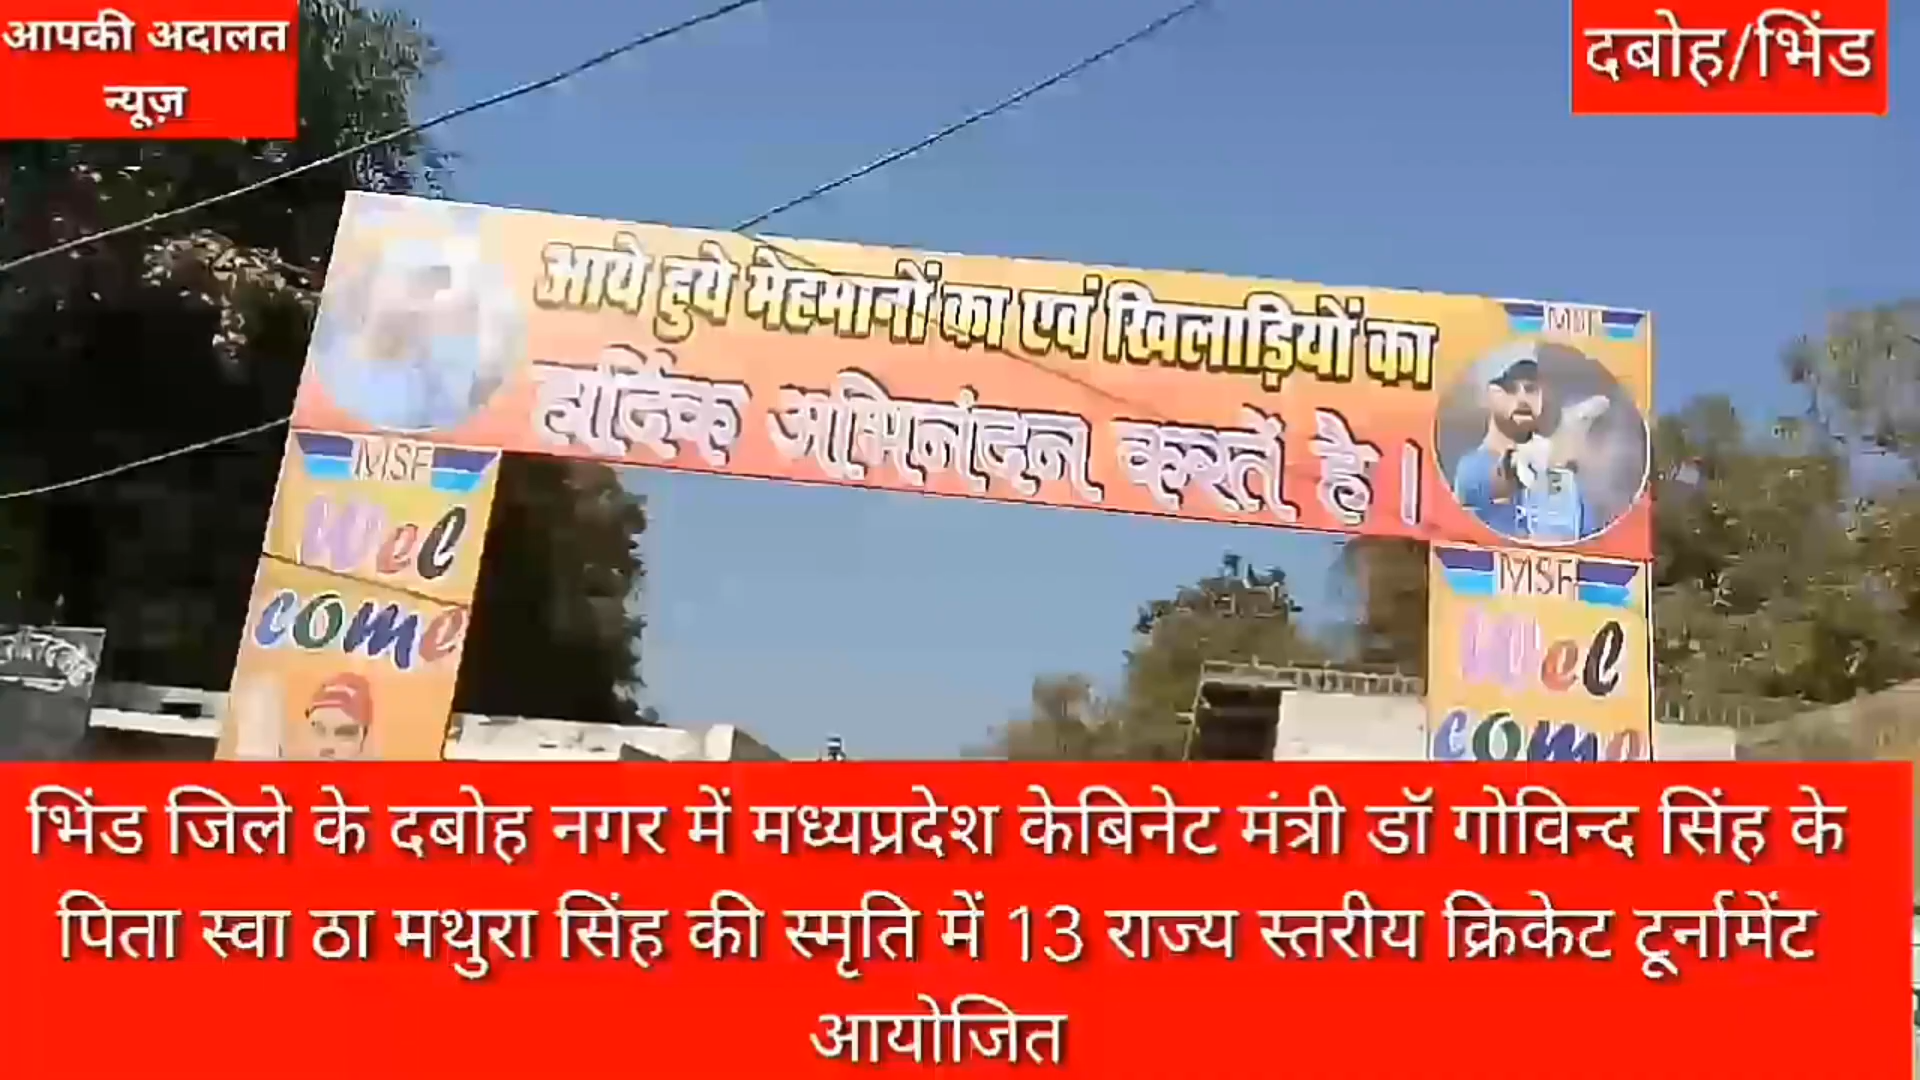 आपकी अदालत
न्यूज़
दबोह/भिंड
आये हुये मेहमानों का एवं खिलाड़ियों का
हार्दिक अभिनंदन करतें है ।
MSF
Wel
come
MSF
Wel
come
भिंड जिले के दबोह नगर में मध्यप्रदेश केबिनेट मंत्री डॉ गोविन्द सिंह के
पिता स्वा ठा मथुरा सिंह की स्मृति में 13 राज्य स्तरीय क्रिकेट टूर्नामेंट
आयोजित